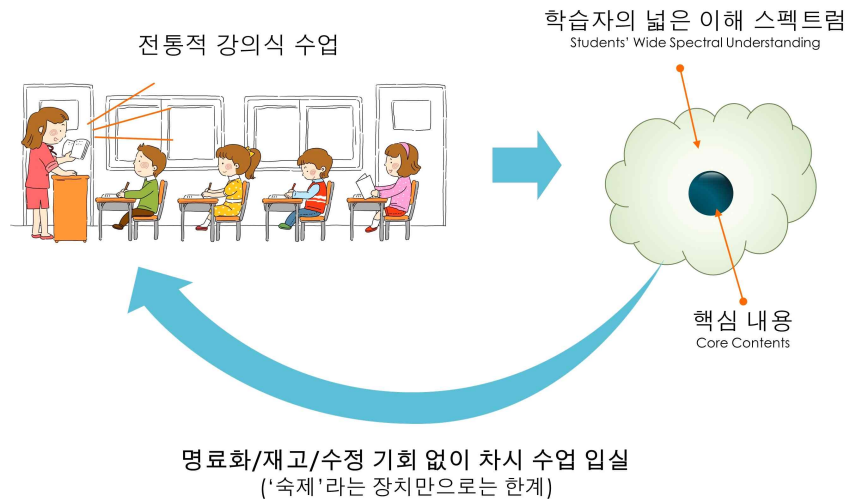 전통적 강의식 수업
학습자의 넓은 이해 스펙트럼
Students' Wide Spectral Understanding
핵심 내용
Core Contents
명료화/재고/수정 기회 없이 차시 수업 입실
('숙제'라는 장치만으로는 한계)